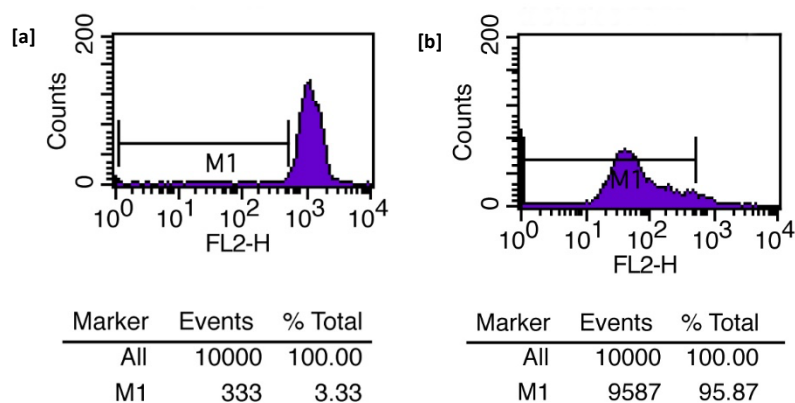 [a]
200
Counts
0
M1
10^0 10^1 10^2 10^3 10^4
FL2-H
Marker Events % Total
All 10000 100.00
M1 333 3.33
[b]
200
Counts
0
M1
10^0 10^1 10^2 10^3 10^4
FL2-H
Marker Events % Total
All 10000 100.00
M1 9587 95.87